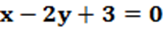 x − 2y + 3 = 0